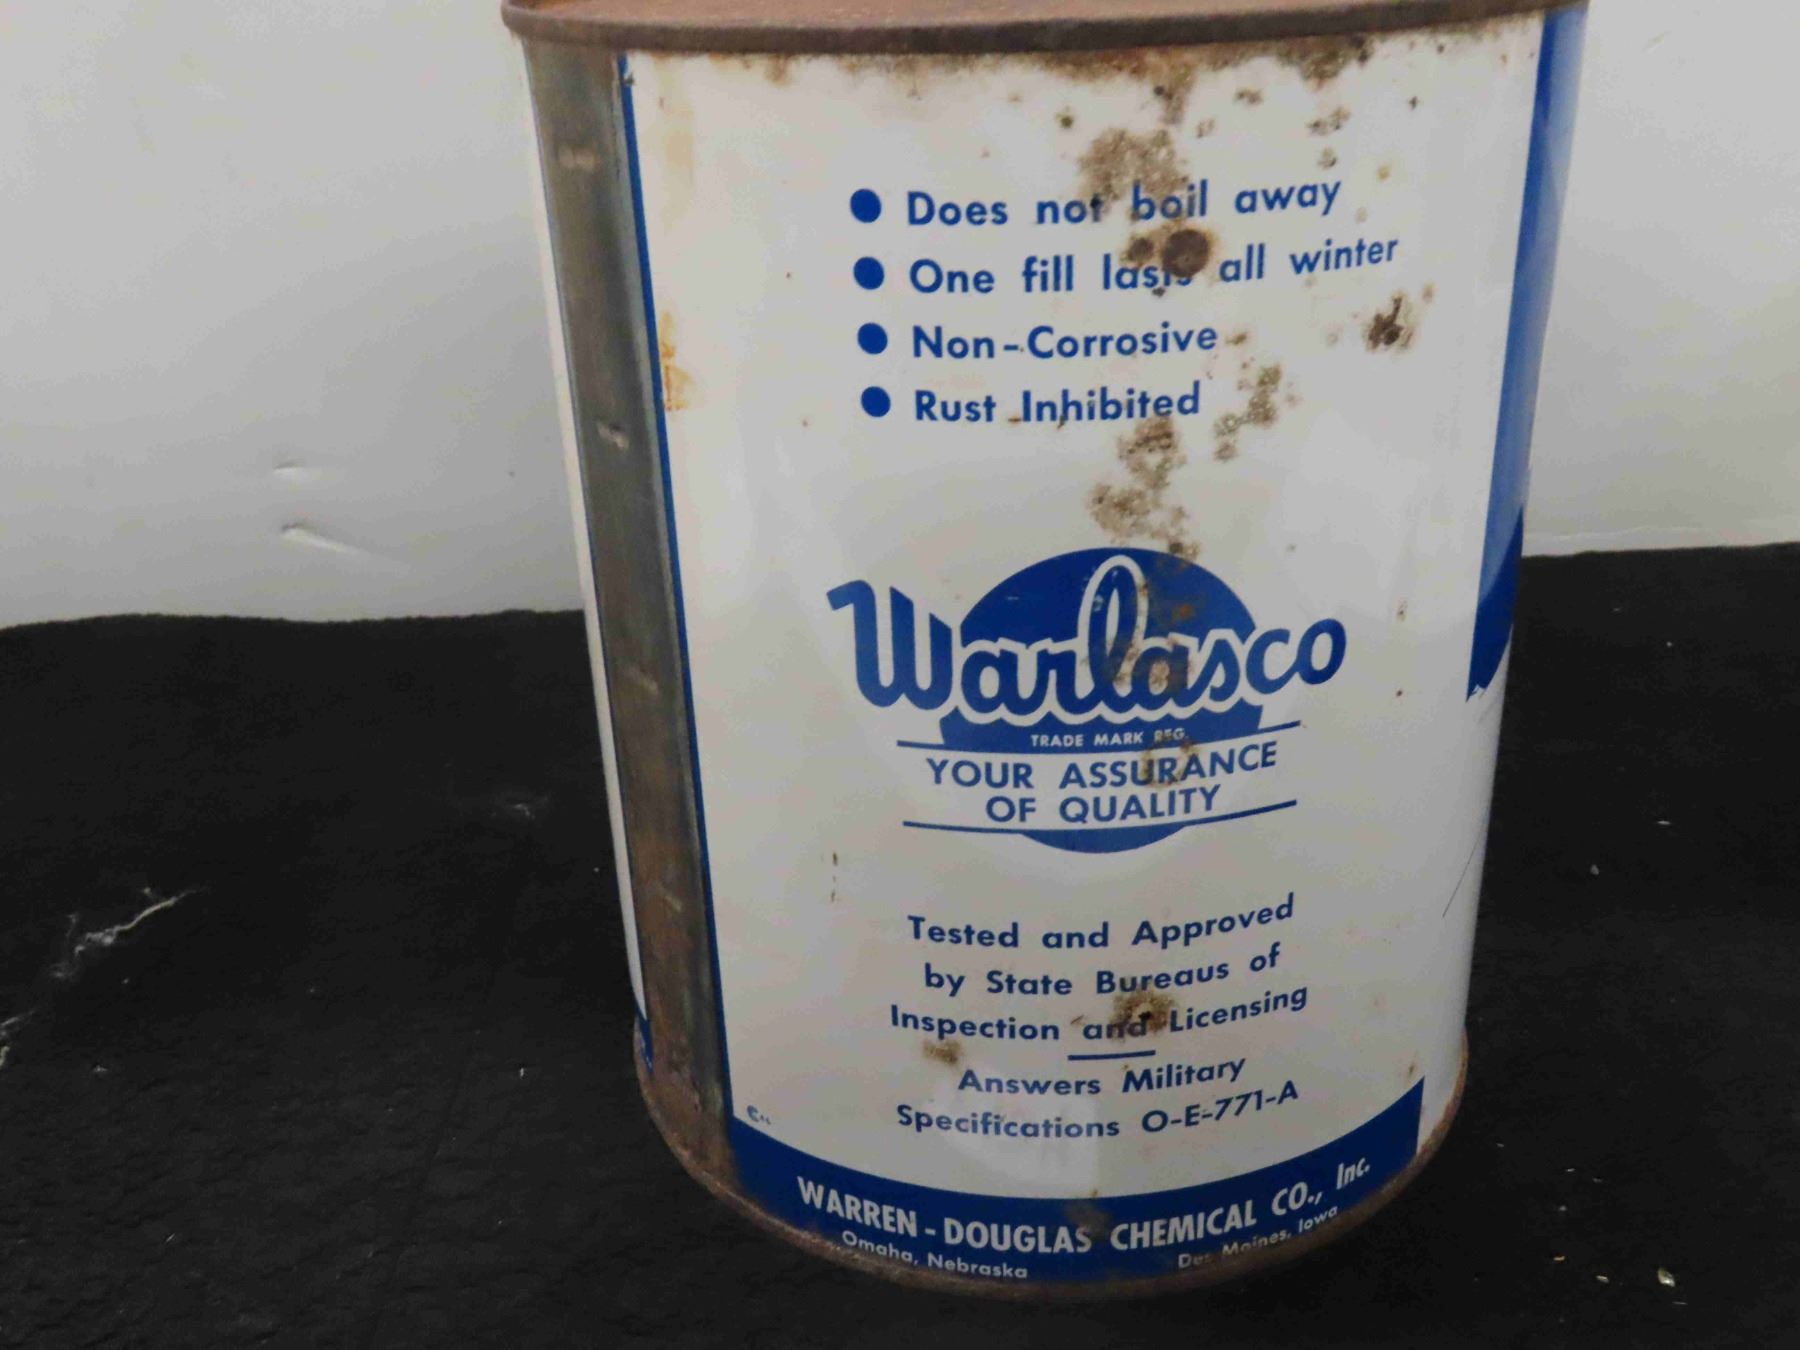 ● Does not boil away
● One fill lasts all winter
● Non-Corrosive
● Rust Inhibited
Warlasco
TRADE MARK REG.
YOUR ASSURANCE
OF QUALITY
Tested and Approved
by State Bureaus of
Inspection and Licensing
Answers Military
Specifications O-E-771-A
WARREN-DOUGLAS CHEMICAL CO., Inc.
Omaha, Nebraska Des Moines, Iowa